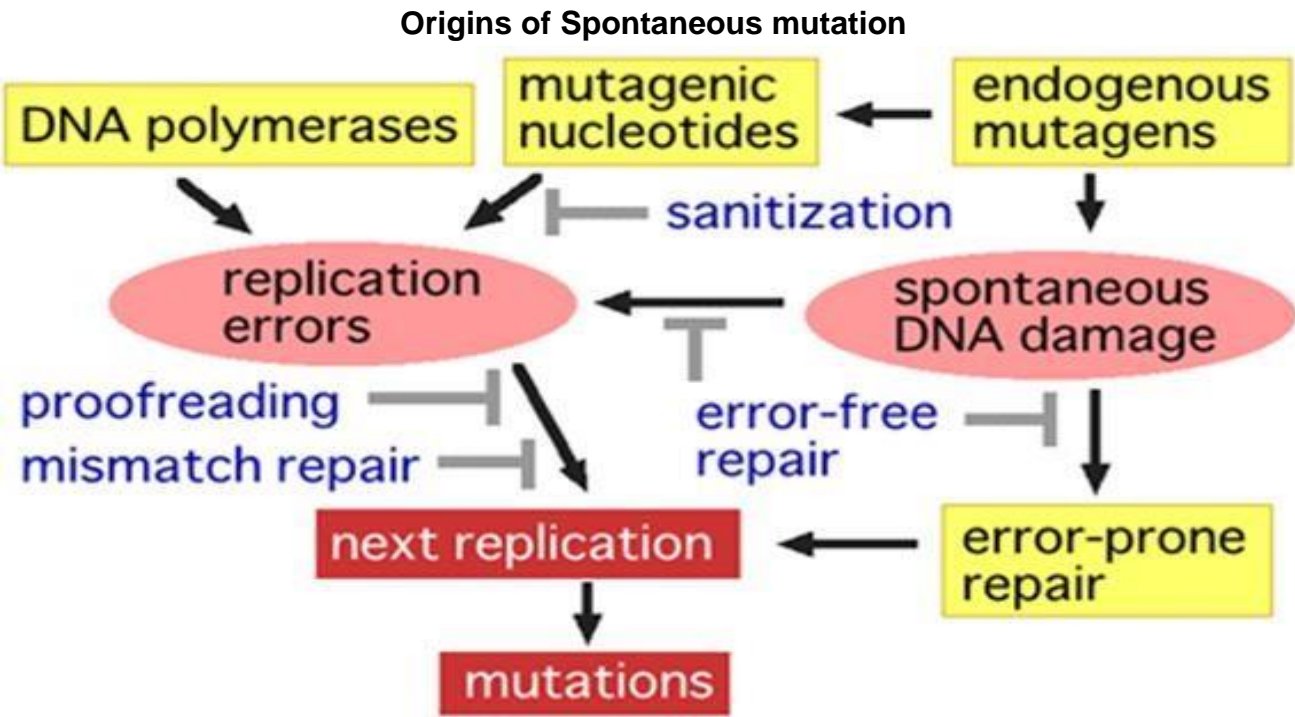 Origins of Spontaneous mutation
DNA polymerases
mutagenic
nucleotides
endogenous
mutagens
sanitization
replication
errors
spontaneous
DNA damage
proofreading
mismatch repair
error-free
repair
next replication
error-prone
repair
mutations